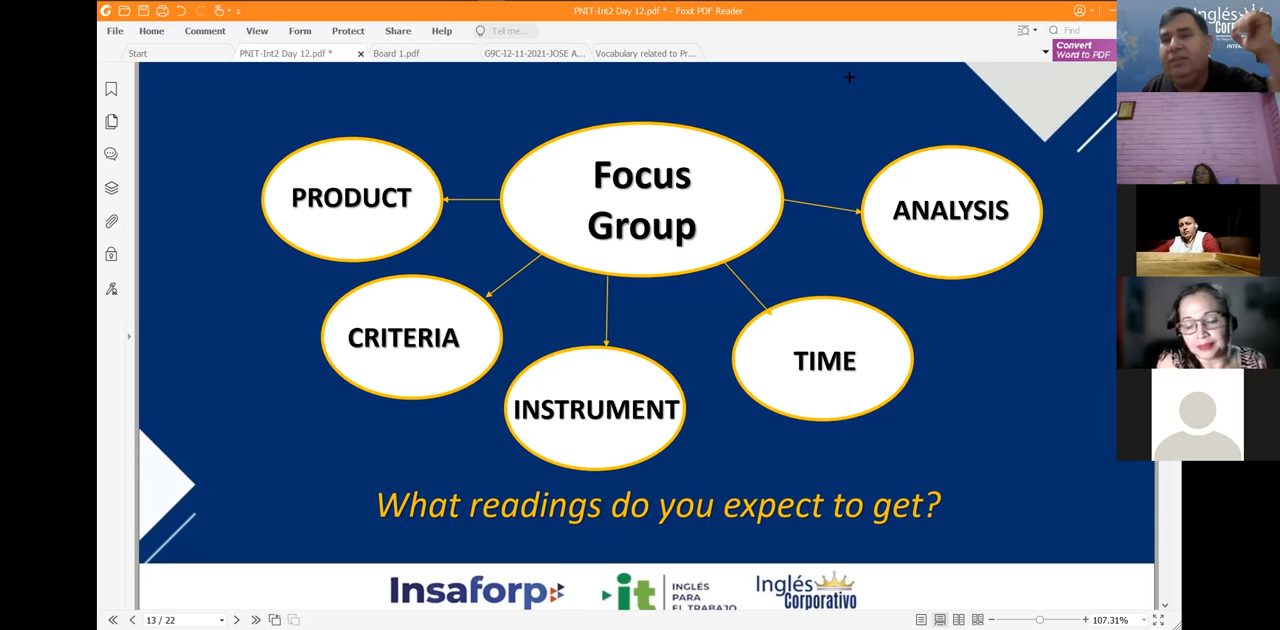 PNIT-Int2 Day 12.pdf * - Foxit PDF Reader
File Home Comment View Form Protect Share Help Tell me... Find
Start PNIT-Int2 Day 12.pdf * Board 1.pdf G9C-I2-11-2021-JOSE A... Vocabulary related to Pr...
Convert
Word to PDF
Focus
Group
PRODUCT
ANALYSIS
CRITERIA
TIME
INSTRUMENT
What readings do you expect to get?
Insaforp
it
INGLÉS
PARA
EL TRABAJO
Inglés
Corporativo
13 / 22
107.31%